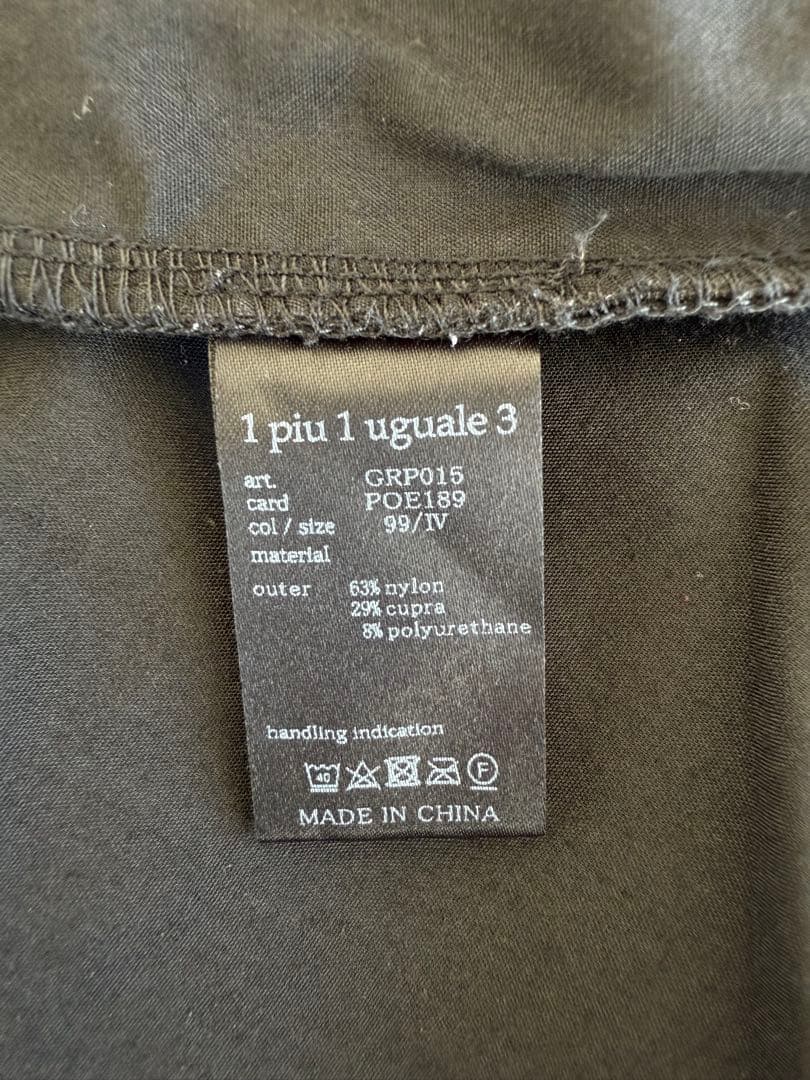 1 piu 1 uguale 3
art. GRP015
card POE189
col / size 99/IV
material
outer 63% nylon
29% cupra
8% polyurethane
handling indication
40 F
MADE IN CHINA